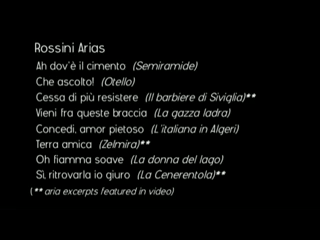 Rossini Arias
Ah dov'è il cimento (Semiramide)
Che ascolto! (Otello)
Cessa di più resistere (Il barbiere di Siviglia)**
Vieni fra queste braccia (La gazza ladra)
Concedi, amor pietoso (L'italiana in Algeri)
Terra amica (Zelmira)**
Oh fiamma soave (La donna del lago)
Sì, ritrovarla io giuro (La Cenerentola)**
(** aria excerpts featured in video)